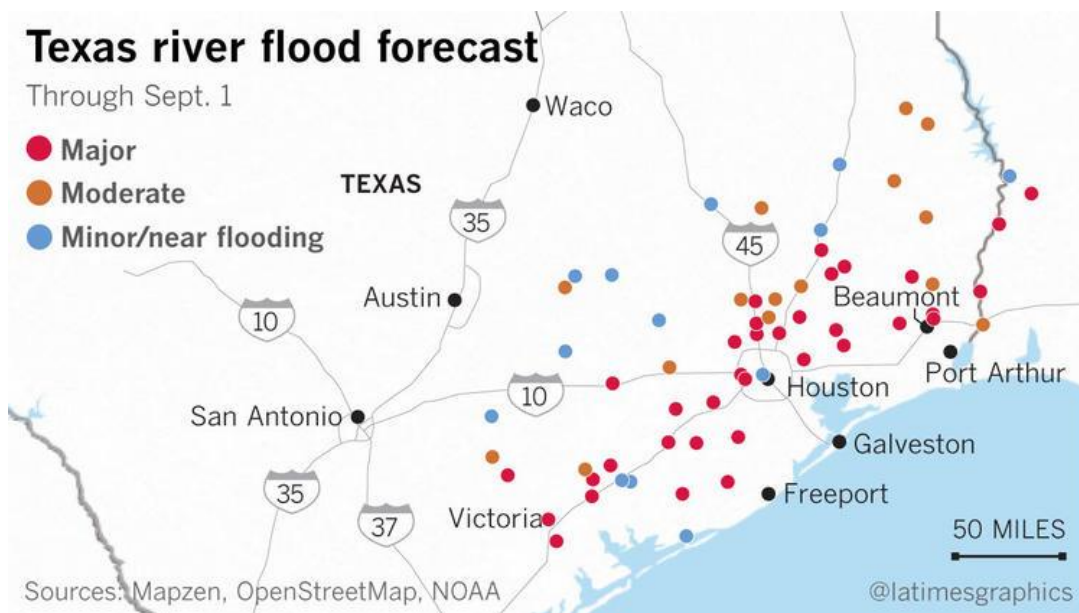 Texas river flood forecast
Through Sept. 1
Major
Moderate
Minor/near flooding
Waco
TEXAS
35
45
Austin
10
Beaumont
Port Arthur
10
Houston
San Antonio
Galveston
35
37
Victoria
Freeport
50 MILES
Sources: Mapzen, OpenStreetMap, NOAA
@latimesgraphics